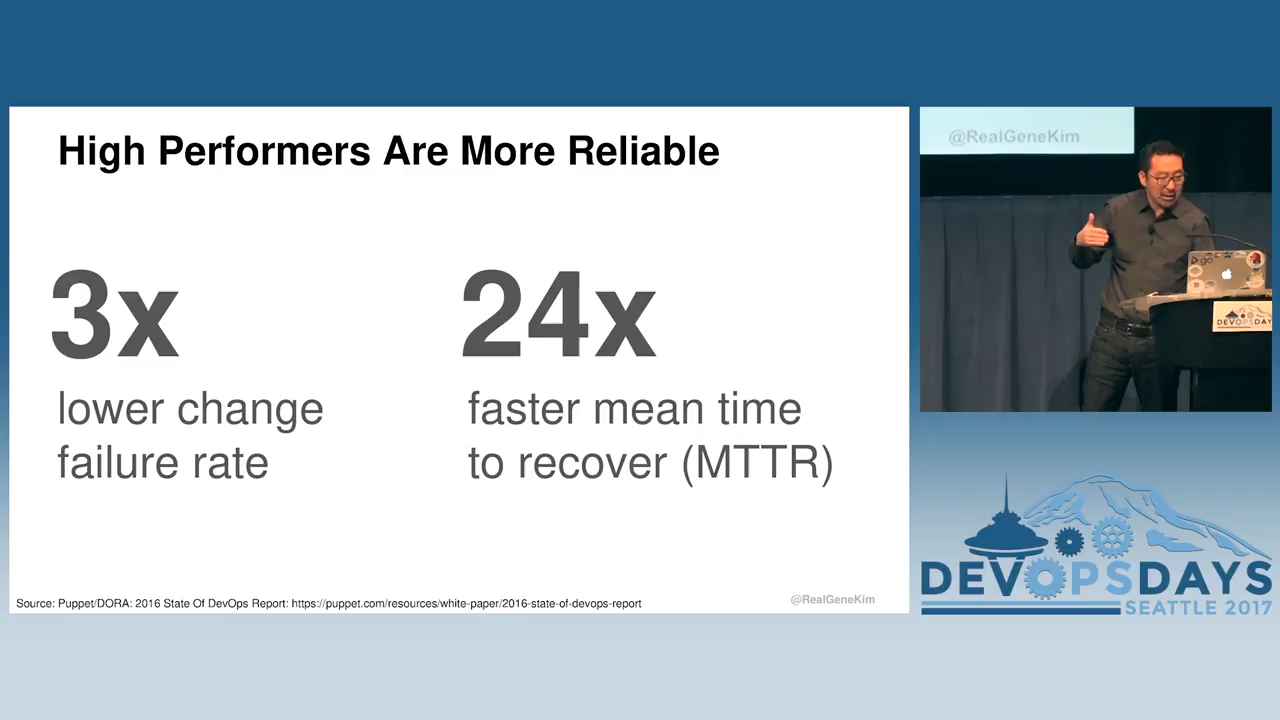 High Performers Are More Reliable
3x
lower change
failure rate
24x
faster mean time
to recover (MTTR)
Source: Puppet/DORA: 2016 State Of DevOps Report: https://puppet.com/resources/white-paper/2016-state-of-devops-report
@RealGeneKim
@RealGeneKim
go
DEVOPSDAY
DEVOPSDAYS
SEATTLE 2017